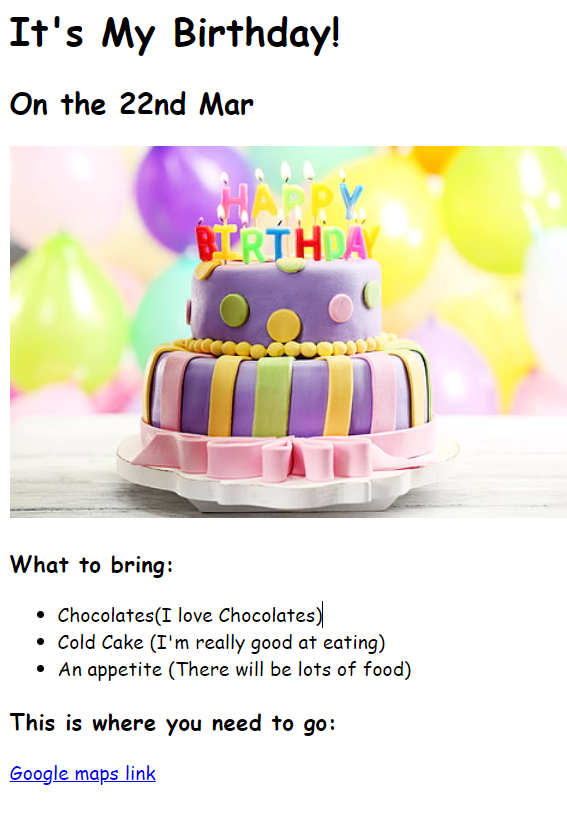 It's My Birthday!
On the 22nd Mar
HAPPY
BIRTHDAY
What to bring:
Chocolates(I love Chocolates)
Cold Cake (I'm really good at eating)
An appetite (There will be lots of food)
This is where you need to go:
Google maps link